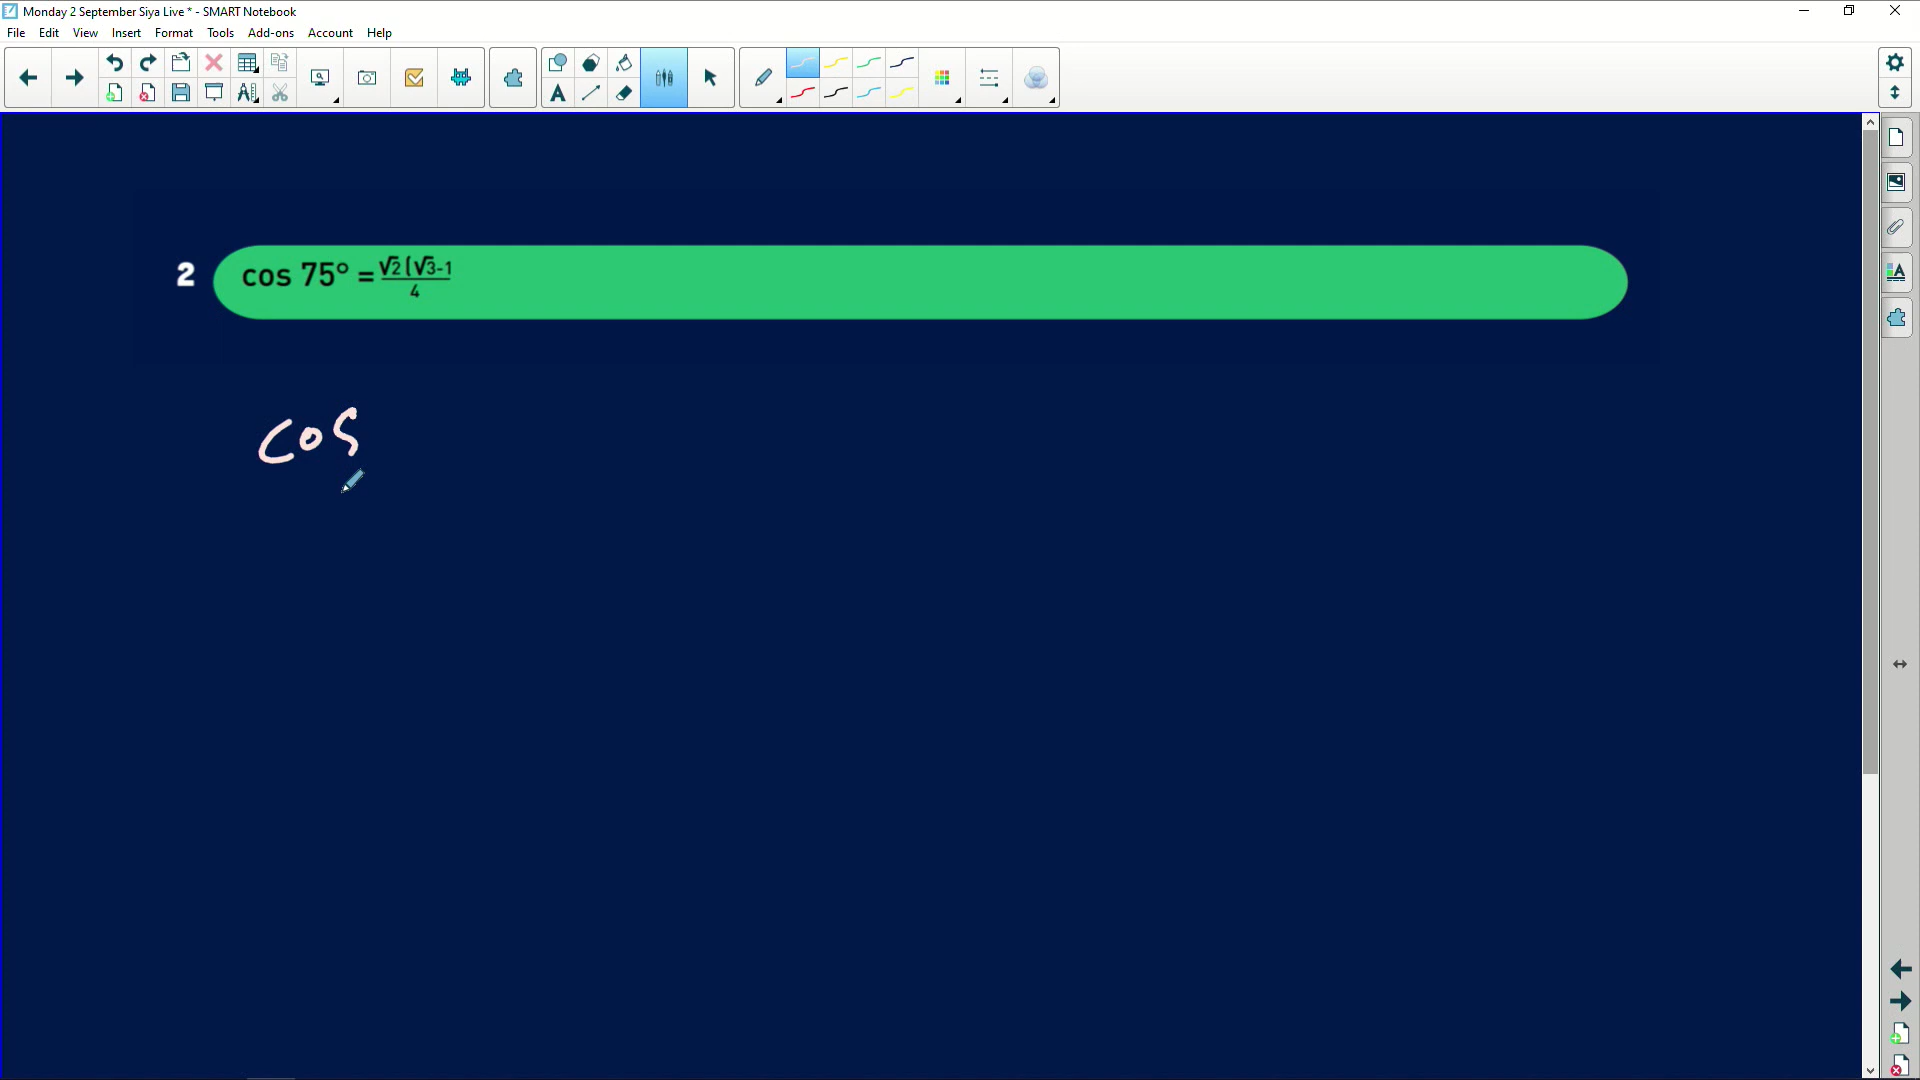 Monday 2 September Siya Live * - SMART Notebook
File Edit View Insert Format Tools Add-ons Account Help
2 cos 75° = √2(√3-1
4
cos